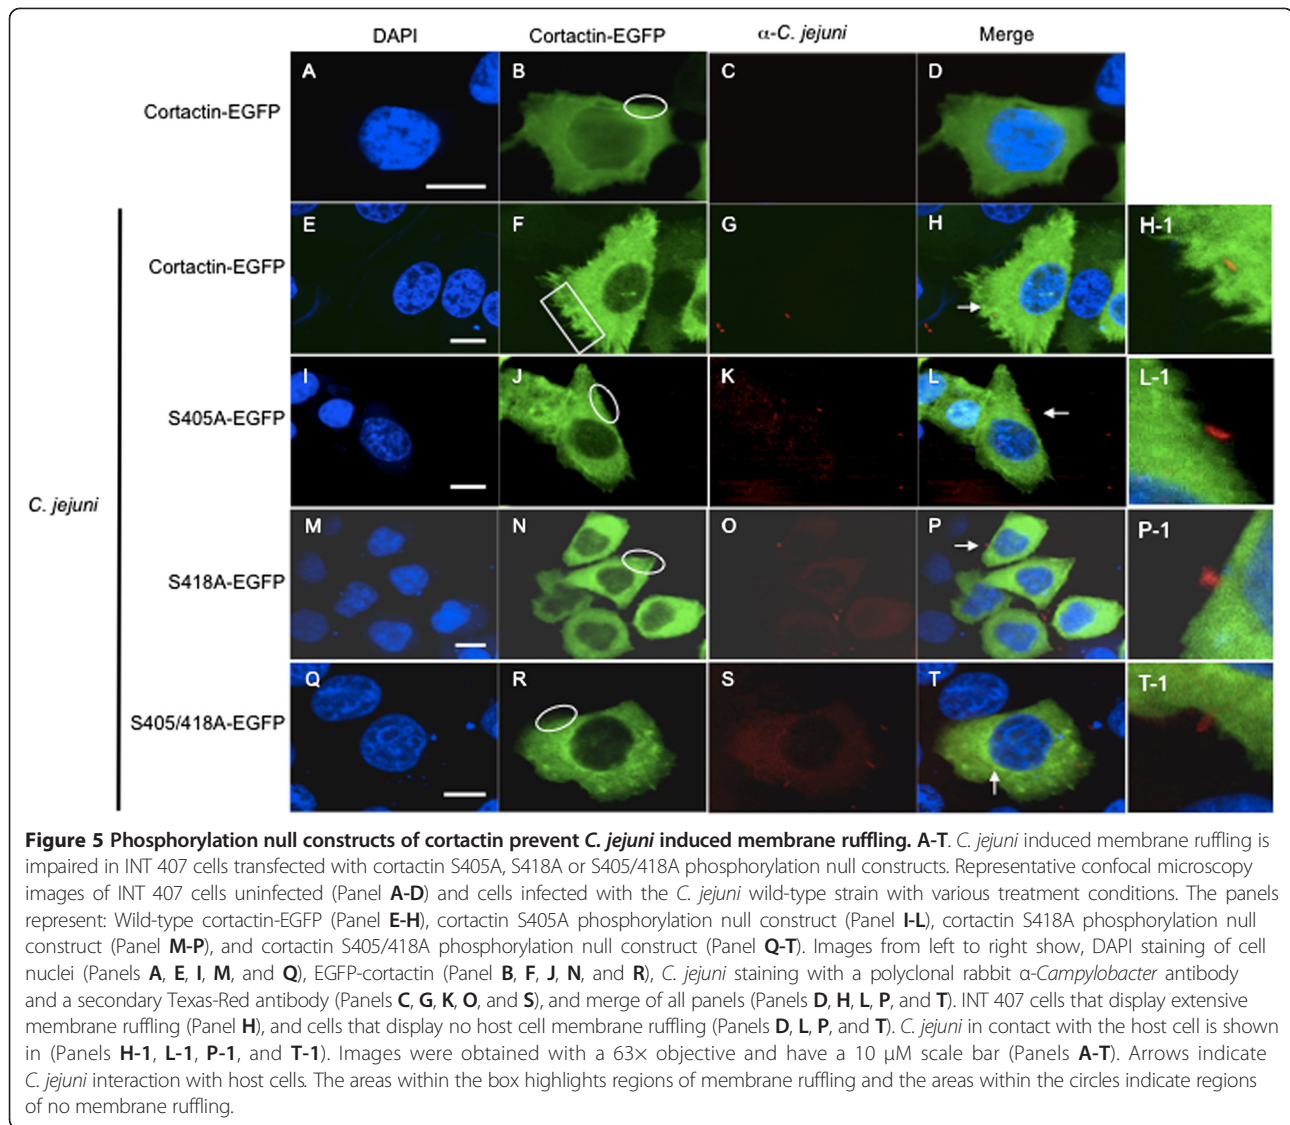 DAPI Cortactin-EGFP α-C. jejuni Merge
Cortactin-EGFP A B C D
Cortactin-EGFP E F G H H-1
S405A-EGFP I J K L L-1
C. jejuni
S418A-EGFP M N O P P-1
S405/418A-EGFP Q R S T T-1
Figure 5 Phosphorylation null constructs of cortactin prevent C. jejuni induced membrane ruffling. A-T. C. jejuni induced membrane ruffling is
impaired in INT 407 cells transfected with cortactin S405A, S418A or S405/418A phosphorylation null constructs. Representative confocal microscopy
images of INT 407 cells uninfected (Panel A-D) and cells infected with the C. jejuni wild-type strain with various treatment conditions. The panels
represent: Wild-type cortactin-EGFP (Panel E-H), cortactin S405A phosphorylation null construct (Panel I-L), cortactin S418A phosphorylation null
construct (Panel M-P), and cortactin S405/418A phosphorylation null construct (Panel Q-T). Images from left to right show, DAPI staining of cell
nuclei (Panels A, E, I, M, and Q), EGFP-cortactin (Panel B, F, J, N, and R), C. jejuni staining with a polyclonal rabbit α-Campylobacter antibody
and a secondary Texas-Red antibody (Panels C, G, K, O, and S), and merge of all panels (Panels D, H, L, P, and T). INT 407 cells that display extensive
membrane ruffling (Panel H), and cells that display no host cell membrane ruffling (Panels D, L, P, and T). C. jejuni in contact with the host cell is shown
in (Panels H-1, L-1, P-1, and T-1). Images were obtained with a 63× objective and have a 10 μM scale bar (Panels A-T). Arrows indicate
C. jejuni interaction with host cells. The areas within the box highlights regions of membrane ruffling and the areas within the circles indicate regions
of no membrane ruffling.